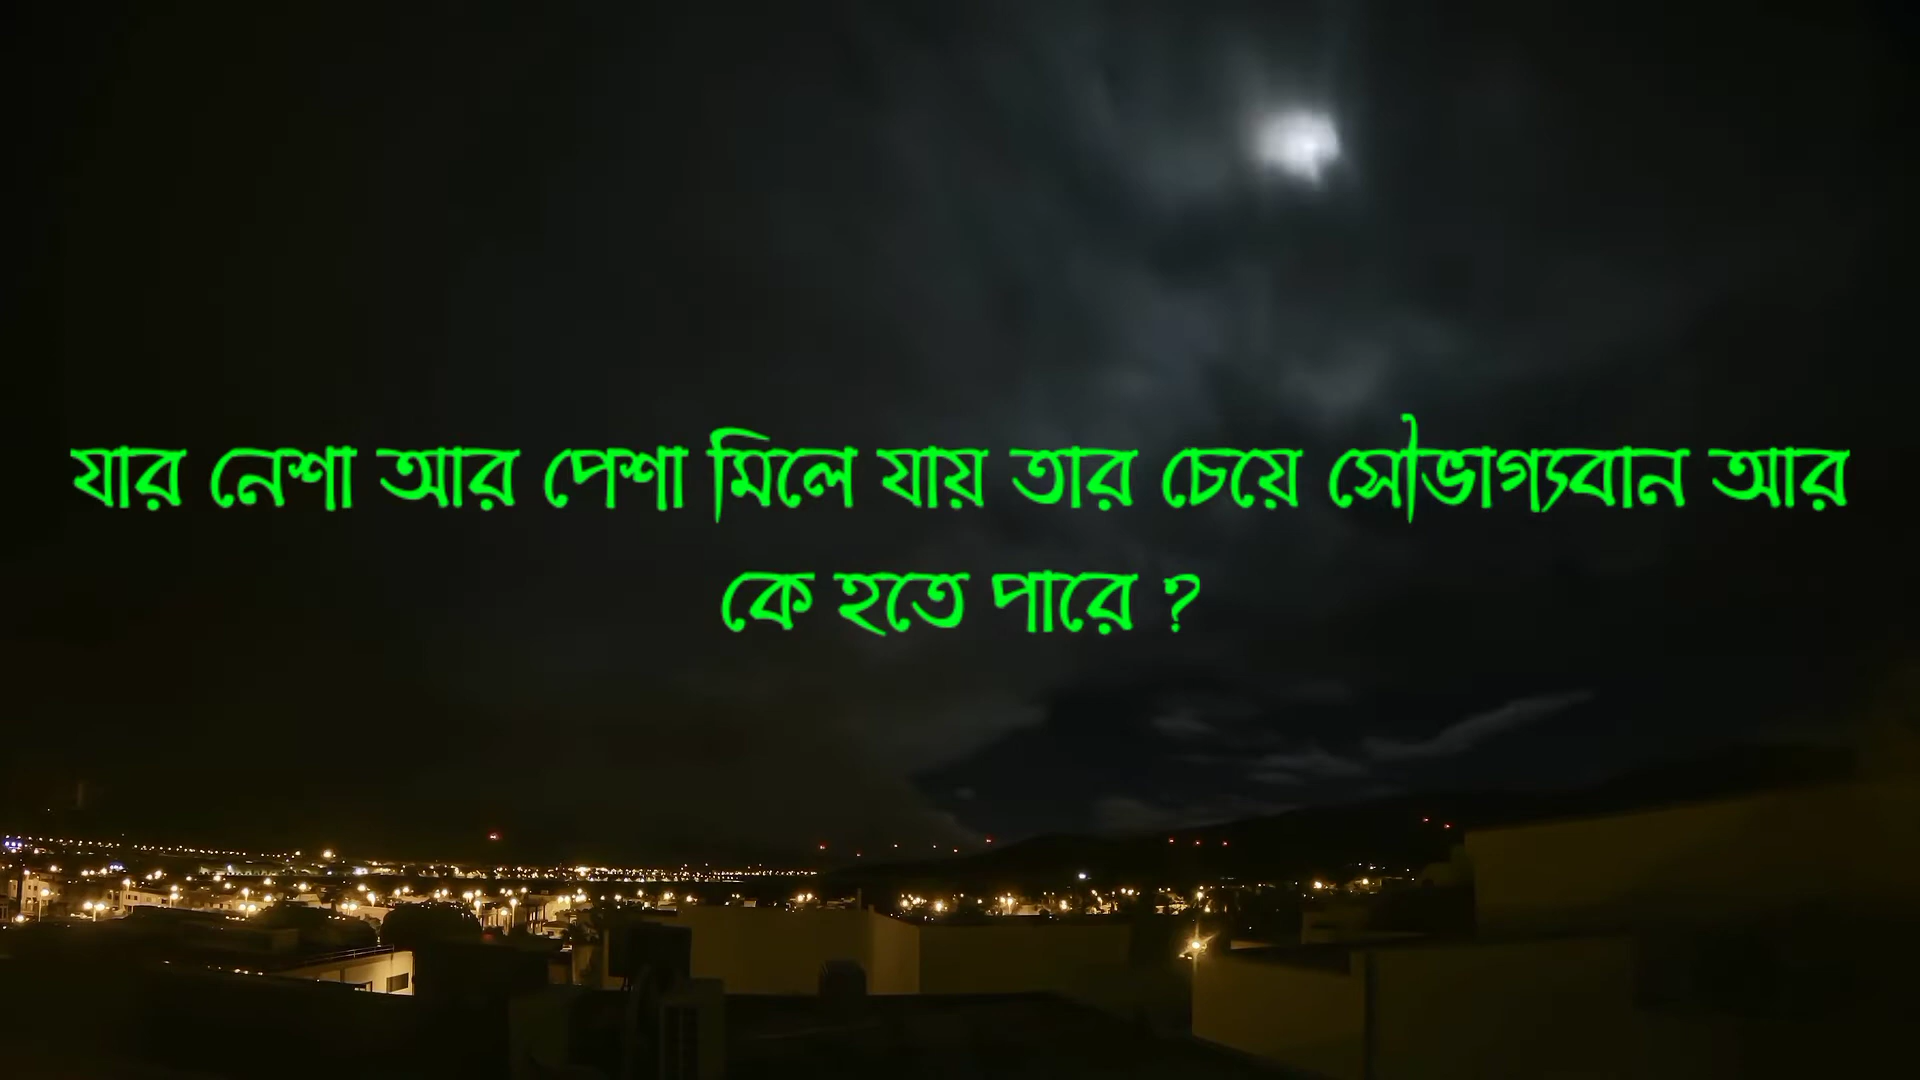 যার নেশা আর পেশা মিলে যায় তার চেয়ে সৌভাগ্যবান আর
কে হতে পারে ?